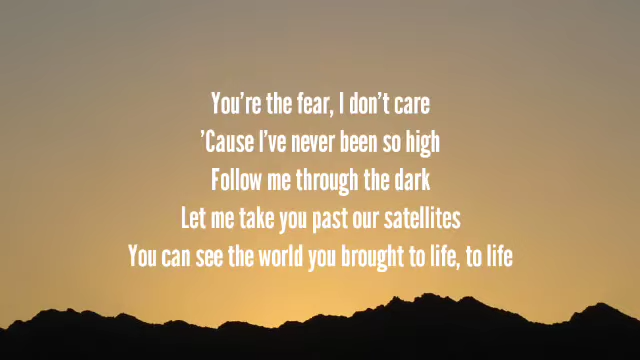 You're the fear, I don't care
'Cause I've never been so high
Follow me through the dark
Let me take you past our satellites
You can see the world you brought to life, to life